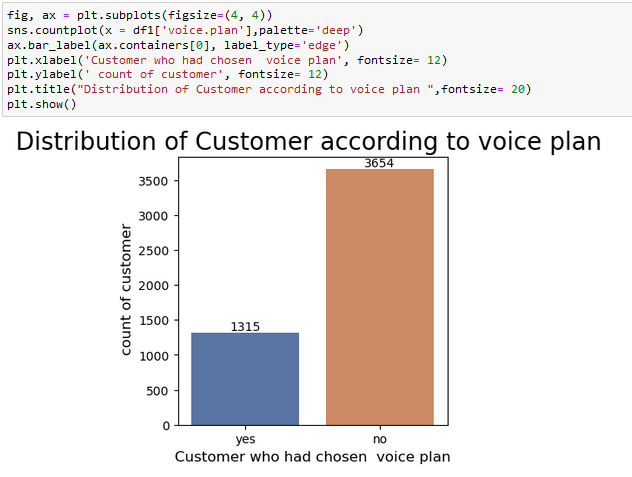 fig, ax = plt.subplots(figsize=(4, 4))
sns.countplot(x = df1['voice.plan'],palette='deep')
ax.bar_label(ax.containers[0], label_type='edge')
plt.xlabel('Customer who had chosen  voice plan', fontsize= 12)
plt.ylabel(' count of customer', fontsize= 12)
plt.title("Distribution of Customer according to voice plan ",fontsize= 20)
plt.show()
Distribution of Customer according to voice plan
3654
3500
3000
2500
2000
1500
1315
1000
500
0
count of customer
yes
no
Customer who had chosen  voice plan